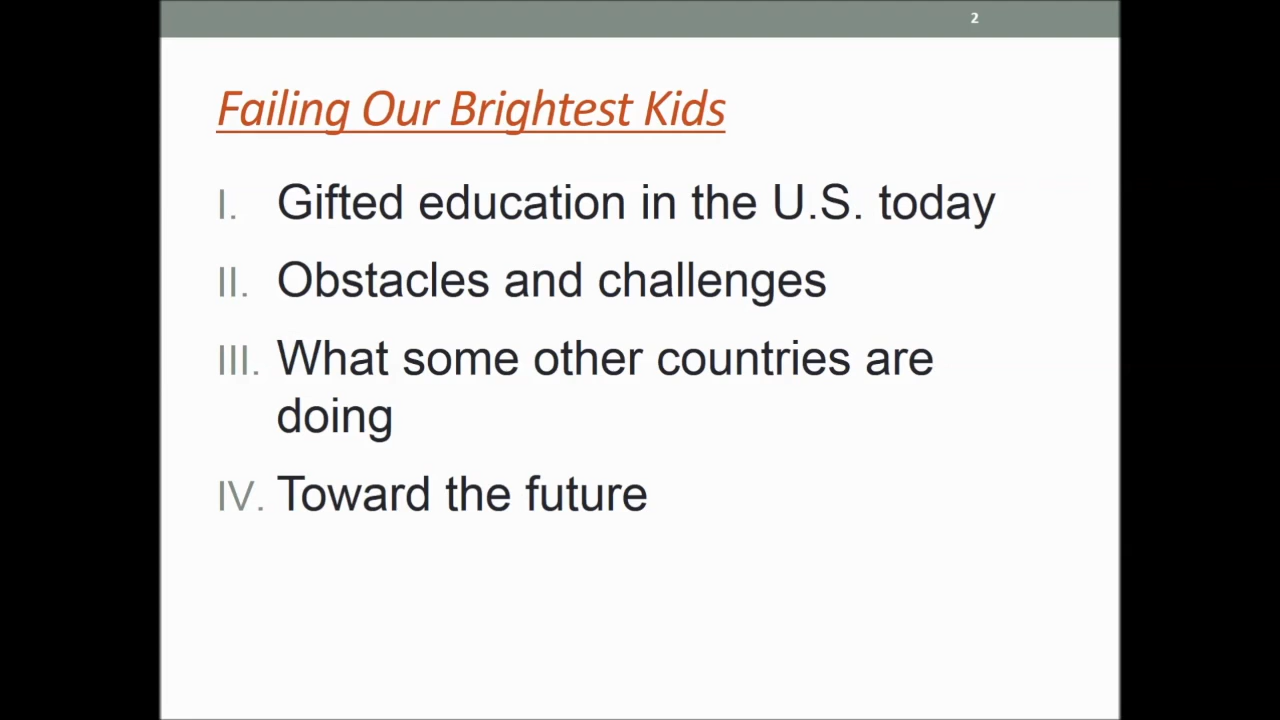 2
Failing Our Brightest Kids
I. Gifted education in the U.S. today
II. Obstacles and challenges
III. What some other countries are
doing
IV. Toward the future